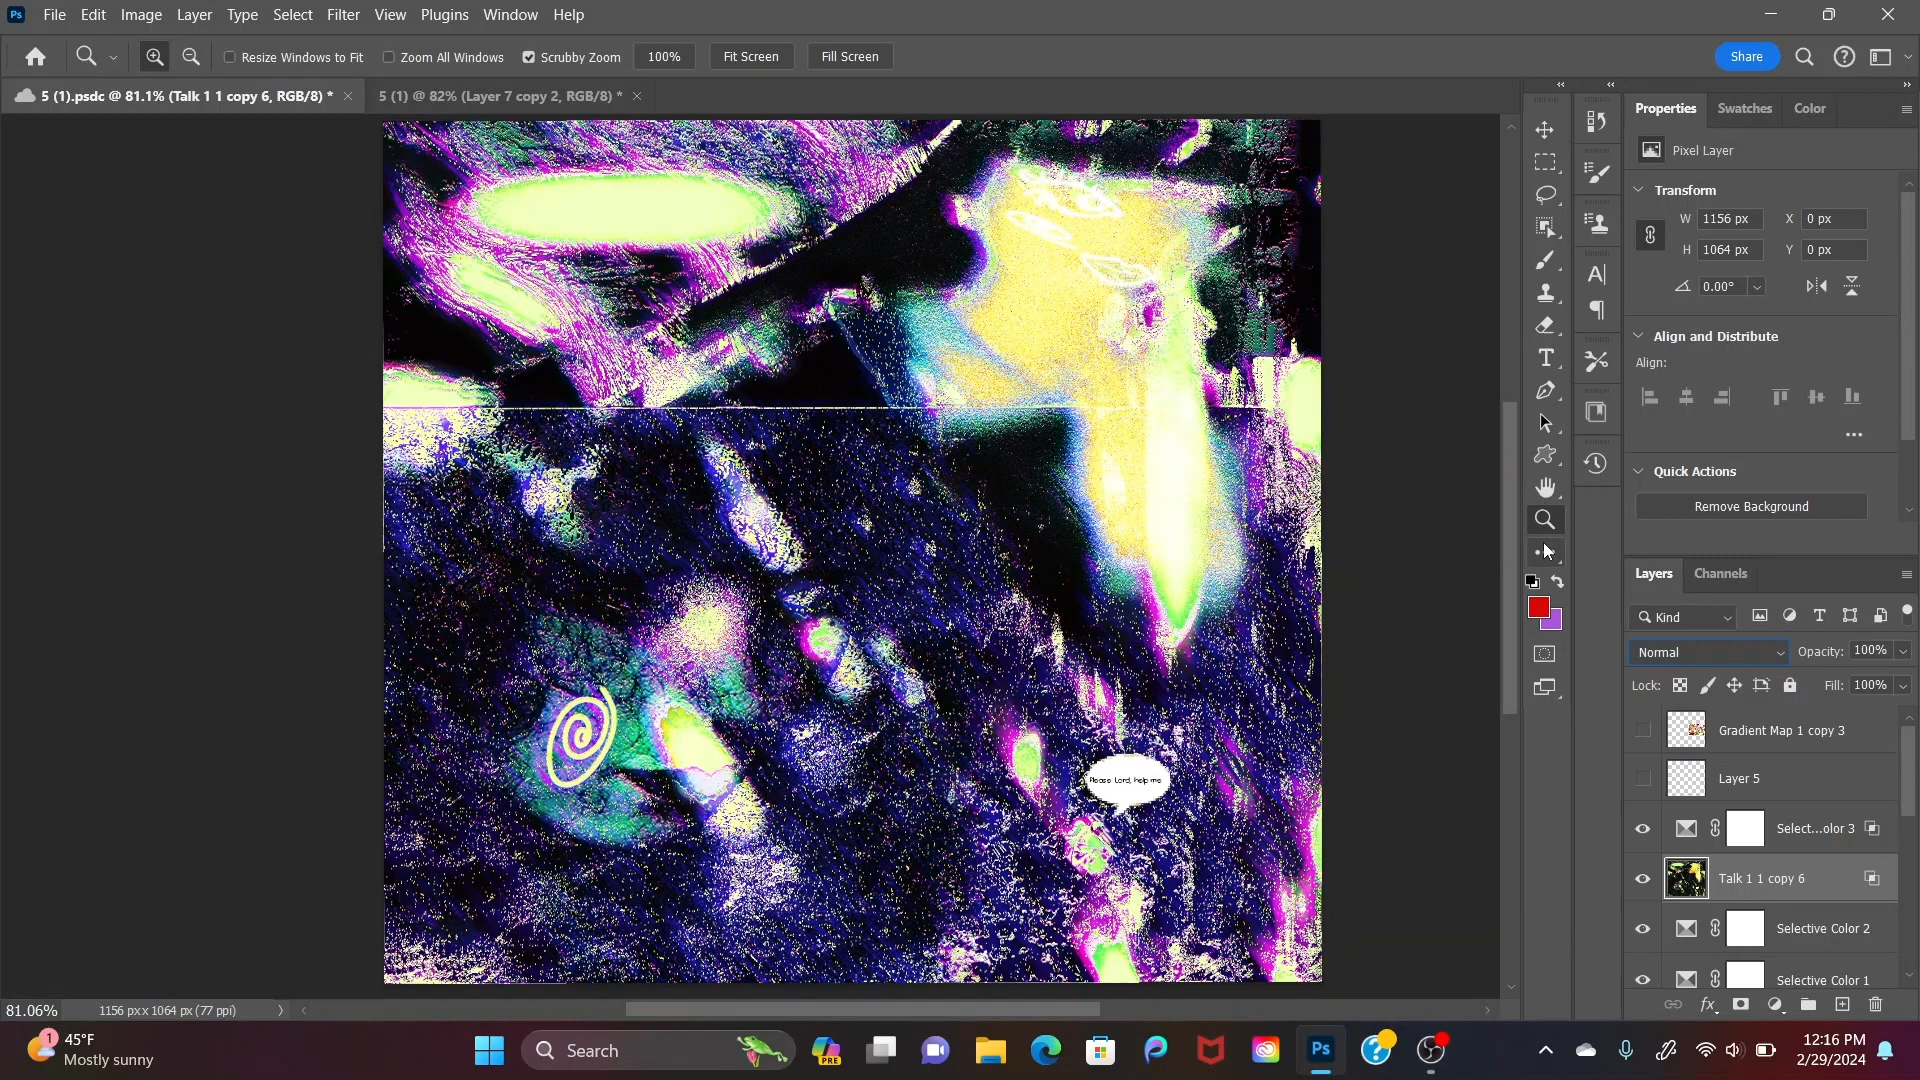 Ps File Edit Image Layer Type Select Filter View Plugins Window Help
Resize Windows to Fit Zoom All Windows Scrubby Zoom 100% Fit Screen Fill Screen Share
5 (1).psdc @ 81.1% (Talk 1 1 copy 6, RGB/8) * 5 (1) @ 82% (Layer 7 copy 2, RGB/8) *
Properties Swatches Color
Pixel Layer
Transform
W 1156 px X 0 px
H 1064 px Y 0 px
0.00°
Align and Distribute
Align:
Quick Actions
Remove Background
Layers Channels
Kind
Normal Opacity: 100%
Lock: Fill: 100%
Gradient Map 1 copy 3
Layer 5
Select...olor 3
Talk 1 1 copy 6
Selective Color 2
Selective Color 1
Please Lord, help me
81.06% 1156 px x 1064 px (77 ppi)
1 45°F
Mostly sunny
Search
PRE
Ps
12:16 PM
2/29/2024